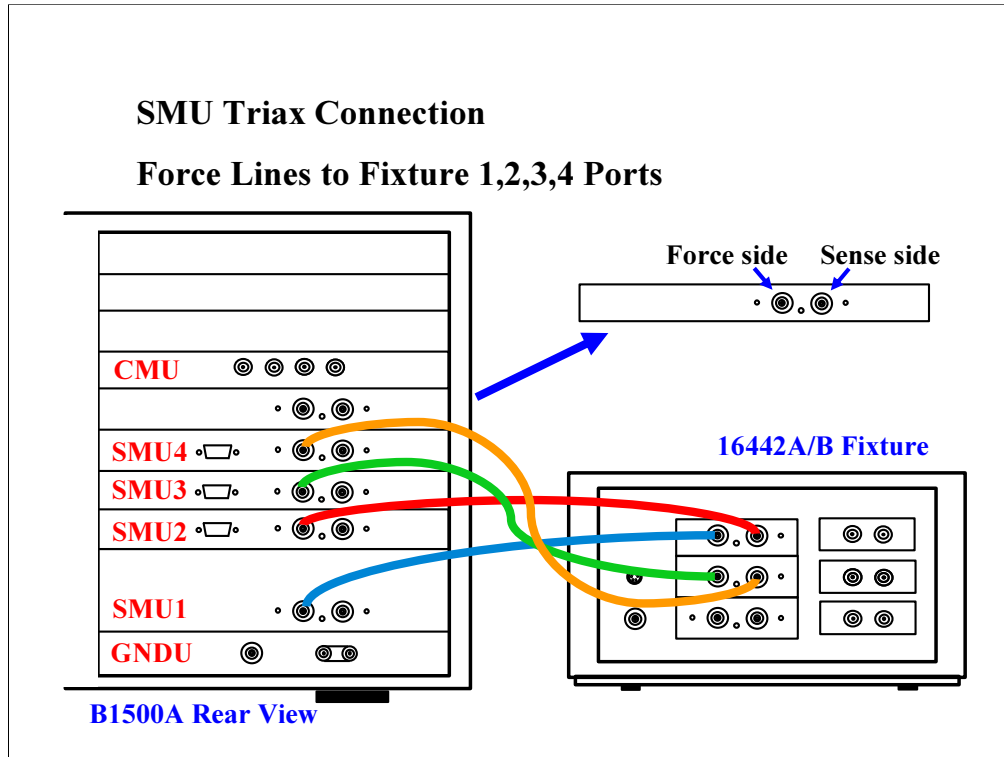 SMU Triax Connection
Force Lines to Fixture 1,2,3,4 Ports
Force side
Sense side
CMU
SMU4
SMU3
SMU2
SMU1
GNDU
16442A/B Fixture
B1500A Rear View